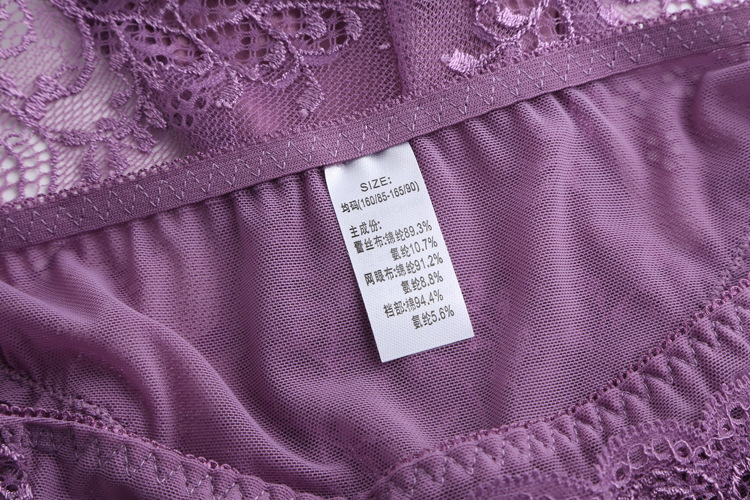 SIZE:
均码(160/85-165/90)
主成份:
蕾丝布:锦纶89.3%
氨纶10.7%
网眼布:锦纶91.2%
氨纶8.8%
裆部:棉94.4%
氨纶5.6%